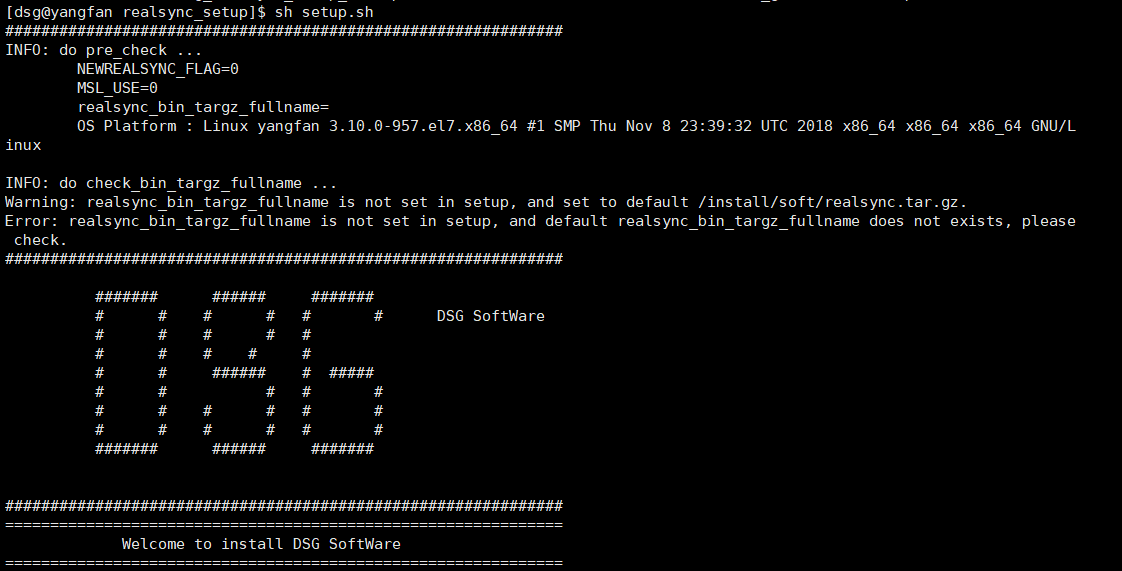 [dsg@yangfan realsync_setup]$ sh setup.sh
##############################################################
INFO: do pre_check ...
        NEWREALSYNC_FLAG=0
        MSL_USE=0
        realsync_bin_targz_fullname=
        OS Platform : Linux yangfan 3.10.0-957.el7.x86_64 #1 SMP Thu Nov 8 23:39:32 UTC 2018 x86_64 x86_64 x86_64 GNU/L
inux
INFO: do check_bin_targz_fullname ...
Warning: realsync_bin_targz_fullname is not set in setup, and set to default /install/soft/realsync.tar.gz.
Error: realsync_bin_targz_fullname is not set in setup, and default realsync_bin_targz_fullname does not exists, please
 check.
##############################################################
          #######      ######     #######
          #      #    #      #   #       #      DSG SoftWare
          #      #    #      #   #
          #      #    #    #     #
          #      #     ######    #  #####
          #      #           #   #       #
          #      #    #      #   #       #
          #      #    #      #   #       #
          #######      ######     #######
##############################################################
==============================================================
             Welcome to install DSG SoftWare
==============================================================